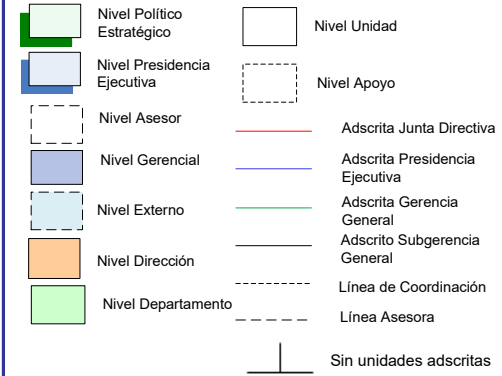 Nivel Político
Estratégico
Nivel Presidencia
Ejecutiva
Nivel Asesor
Nivel Gerencial
Nivel Externo
Nivel Dirección
Nivel Departamento
Nivel Unidad
Nivel Apoyo
Adscrita Junta Directiva
Adscrita Presidencia
Ejecutiva
Adscrita Gerencia
General
Adscrito Subgerencia
General
Línea de Coordinación
Línea Asesora
Sin unidades adscritas